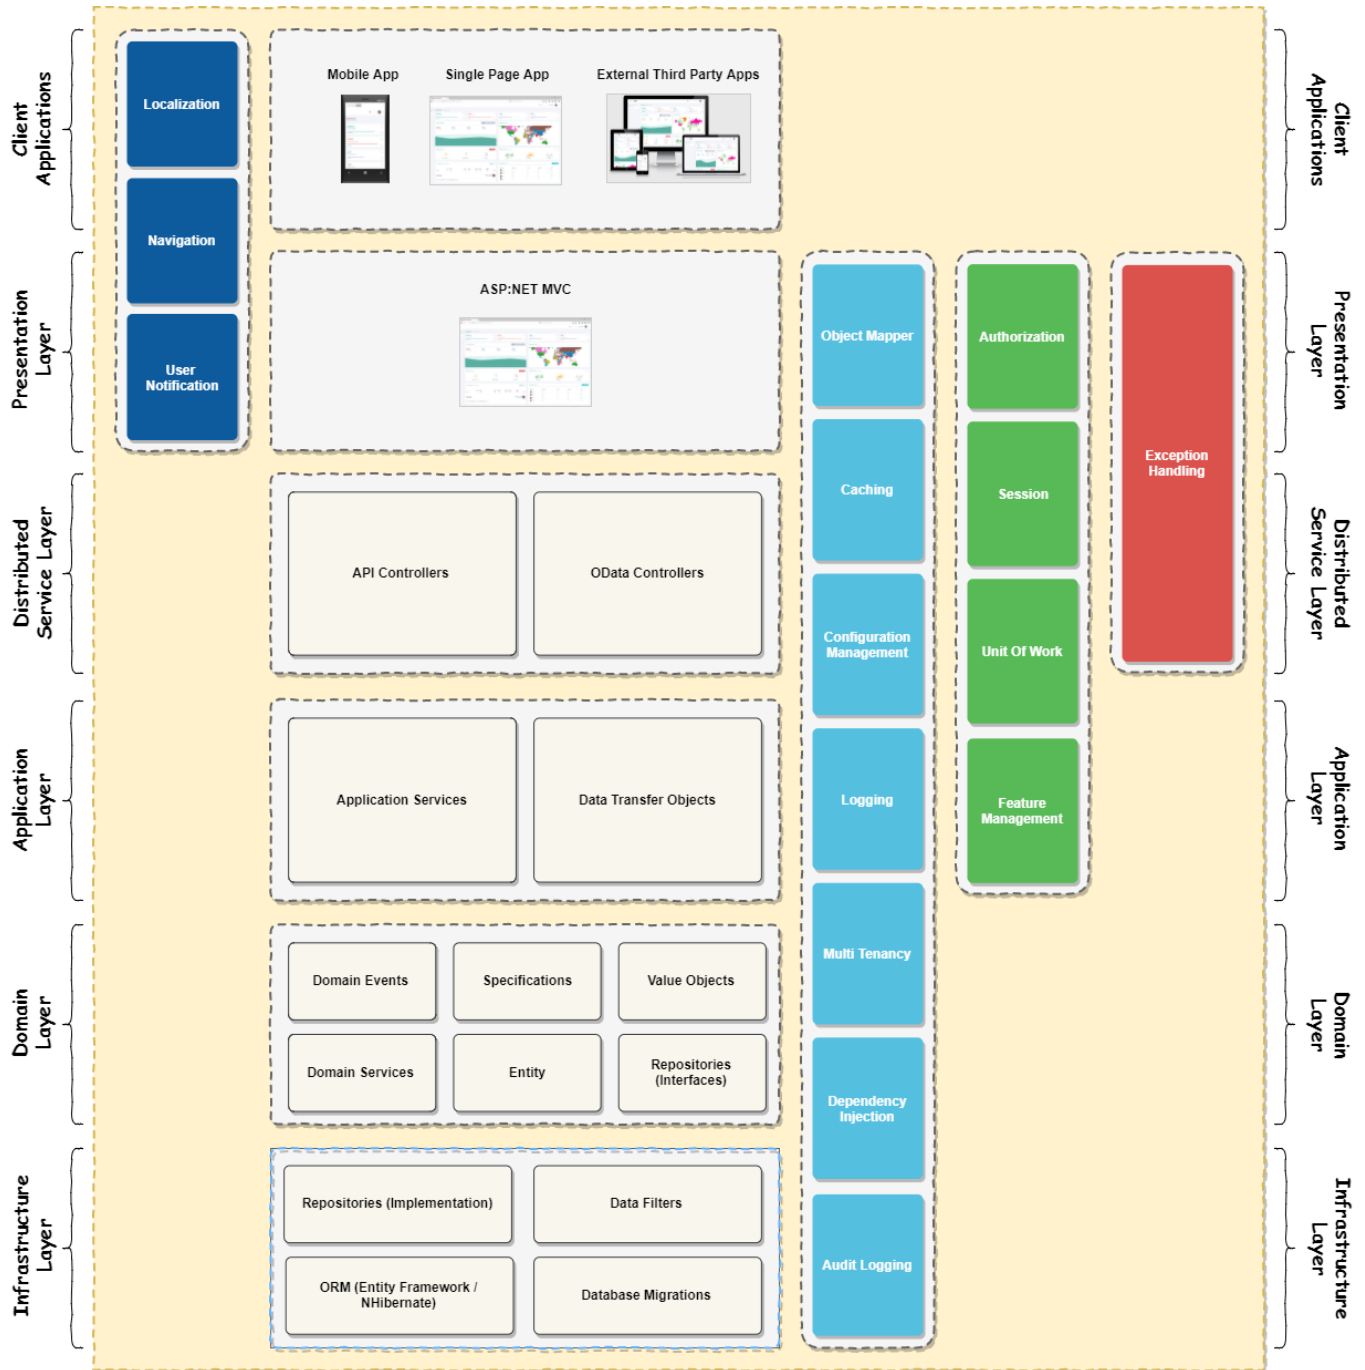 Client
Applications
Localization
Navigation
User
Notification
Mobile App
Single Page App
External Third Party Apps
Client
Applications
Presentation
Layer
ASP:NET MVC
Presentation
Layer
Distributed
Service Layer
API Controllers
OData Controllers
Distributed
Service Layer
Application
Layer
Application Services
Data Transfer Objects
Application
Layer
Domain
Layer
Domain Events
Specifications
Value Objects
Domain Services
Entity
Repositories
(Interfaces)
Domain
Layer
Infrastructure
Layer
Repositories (Implementation)
Data Filters
ORM (Entity Framework /
NHibernate)
Database Migrations
Infrastructure
Layer
Object Mapper
Caching
Configuration
Management
Logging
Multi Tenancy
Dependency
Injection
Audit Logging
Authorization
Session
Unit Of Work
Feature
Management
Exception
Handling